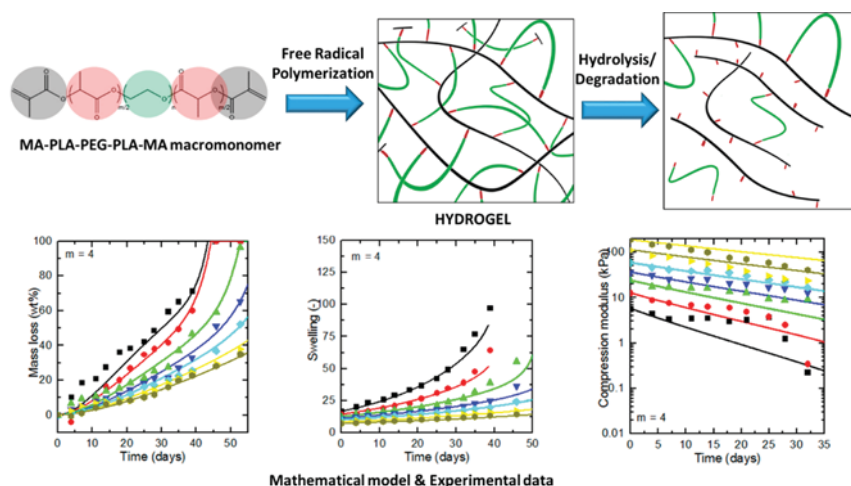 Free Radical
Polymerization
Hydrolysis/
Degradation
O
O
O
O
m/2
O
n
O
O
m/2
O
O
MA-PLA-PEG-PLA-MA macromonomer
HYDROGEL
m = 4
Mass loss (wt%)
100
80
60
40
20
0
0 10 20 30 40 50
Time (days)
m = 4
Swelling (-)
150
125
100
75
50
25
0
0 10 20 30 40 50
Time (days)
Compression modulus (kPa)
100
10
1
0.1
0.01
m = 4
0 5 10 15 20 25 30 35
Time (days)
Mathematical model & Experimental data